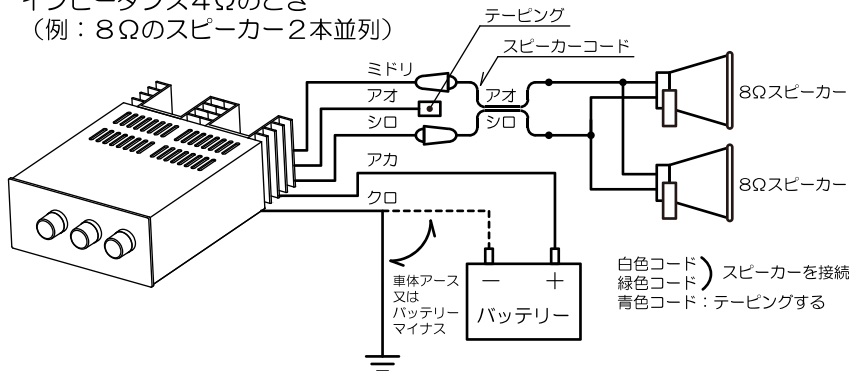 インピーダンス4Ωのとき
（例：8Ωのスピーカー2本並列）
テーピング
スピーカーコード
ミドリ
アオ
シロ
アカ
クロ
アオ
シロ
8Ωスピーカー
8Ωスピーカー
車体アース
又は
バッテリー
マイナス
− +
バッテリー
白色コード
緑色コード
スピーカーを接続
青色コード：テーピングする